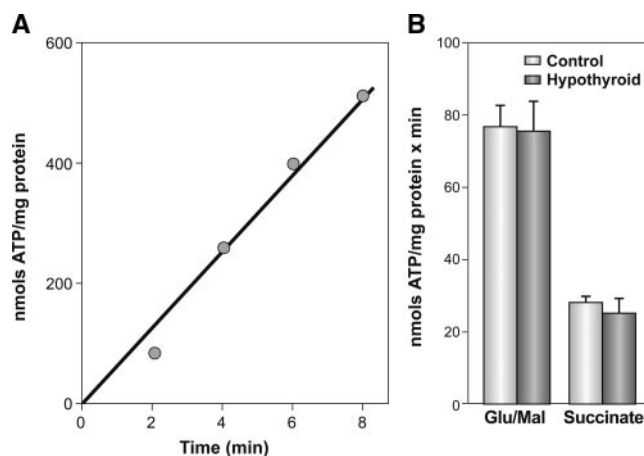 A
nmols ATP/mg protein
600
400
200
0
0 2 4 6 8
Time (min)
B
nmols ATP/mg protein x min
100
80
60
40
20
0
Control
Hypothyroid
Glu/Mal Succinate